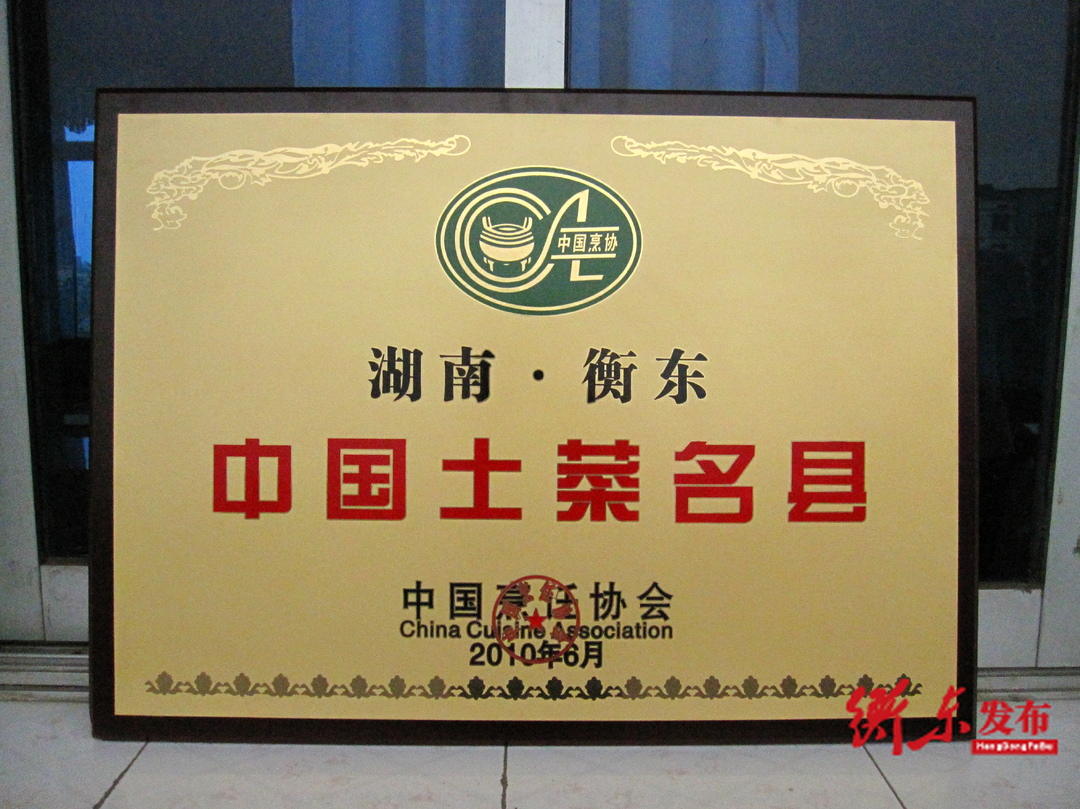 中国烹协
湖南·衡东
中国土菜名县
中国烹饪协会
China Cuisine Association
2010年6月
衡东发布
HengDongFaBu